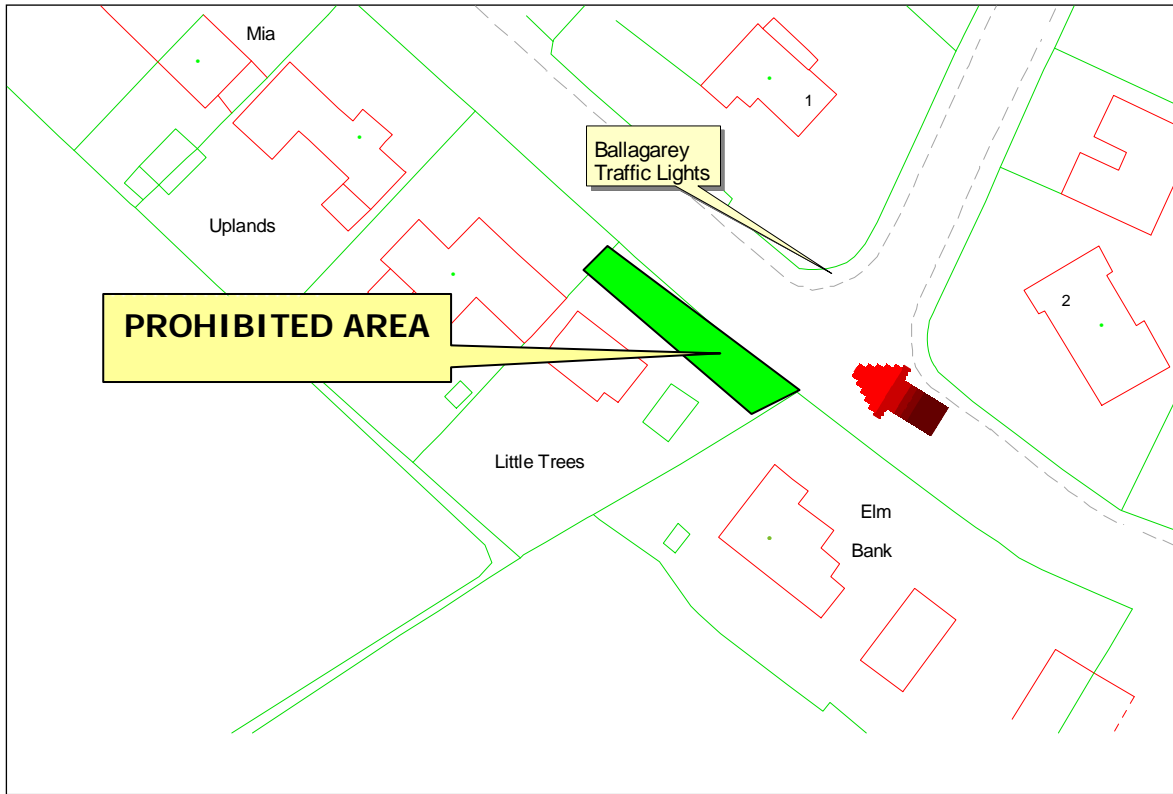 Mia
1
Ballagarey
Traffic Lights
Uplands
2
PROHIBITED AREA
Little Trees
Elm
Bank